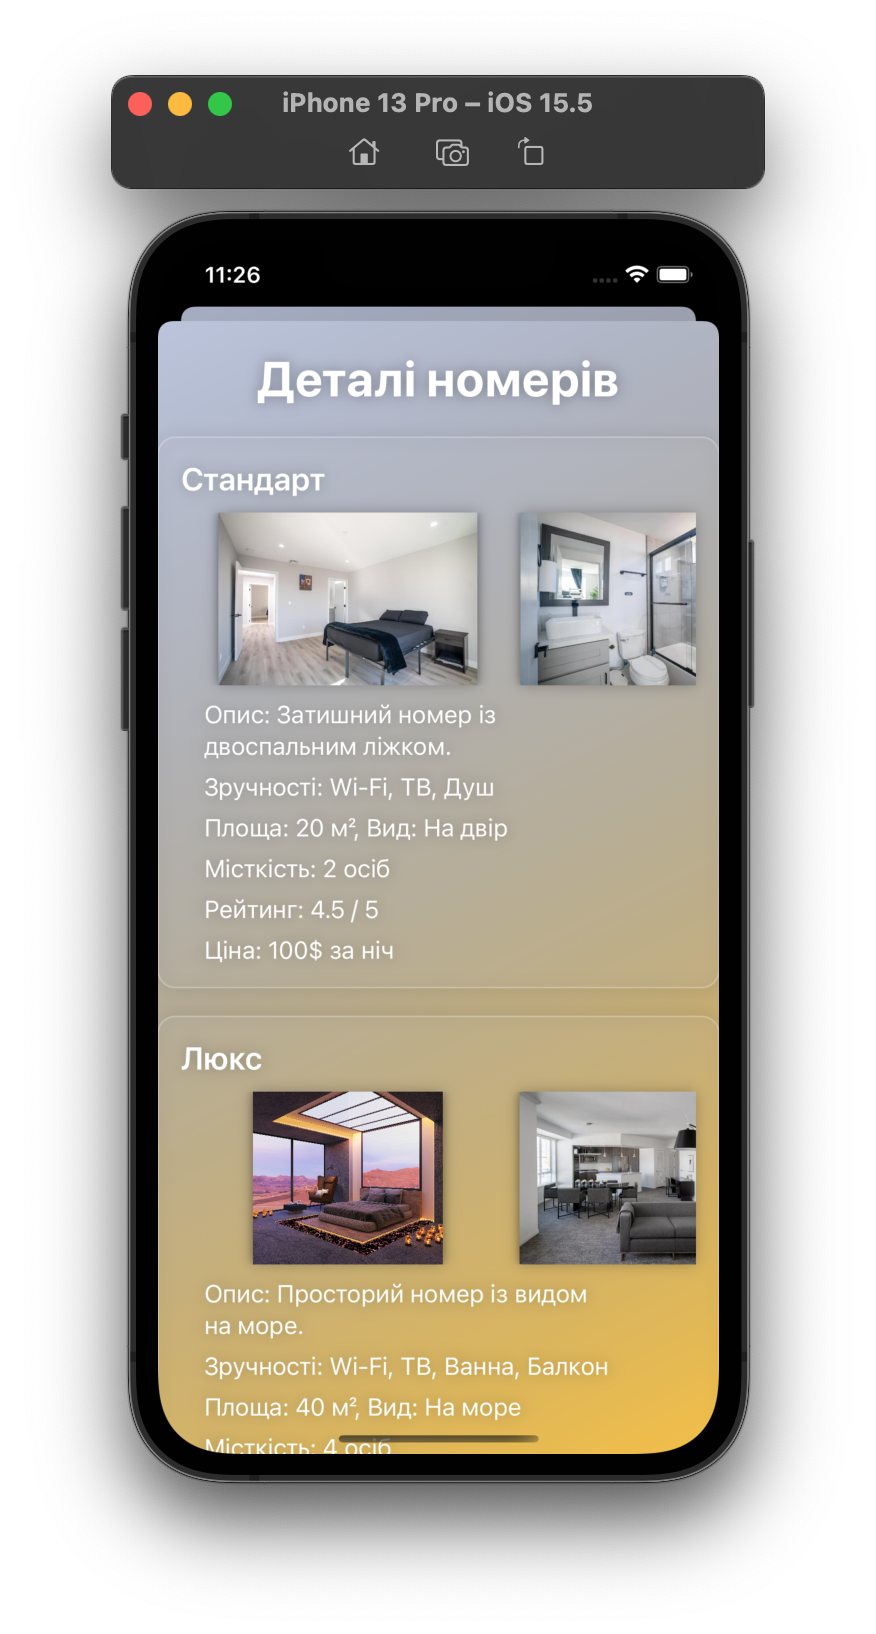 iPhone 13 Pro – iOS 15.5
11:26
Деталі номерів
Стандарт
Опис: Затишний номер із
двоспальним ліжком.
Зручності: Wi-Fi, ТВ, Душ
Площа: 20 м², Вид: На двір
Місткість: 2 осіб
Рейтинг: 4.5 / 5
Ціна: 100$ за ніч
Люкс
Опис: Просторий номер із видом
на море.
Зручності: Wi-Fi, ТВ, Ванна, Балкон
Площа: 40 м², Вид: На море
Місткість: 4 осіб